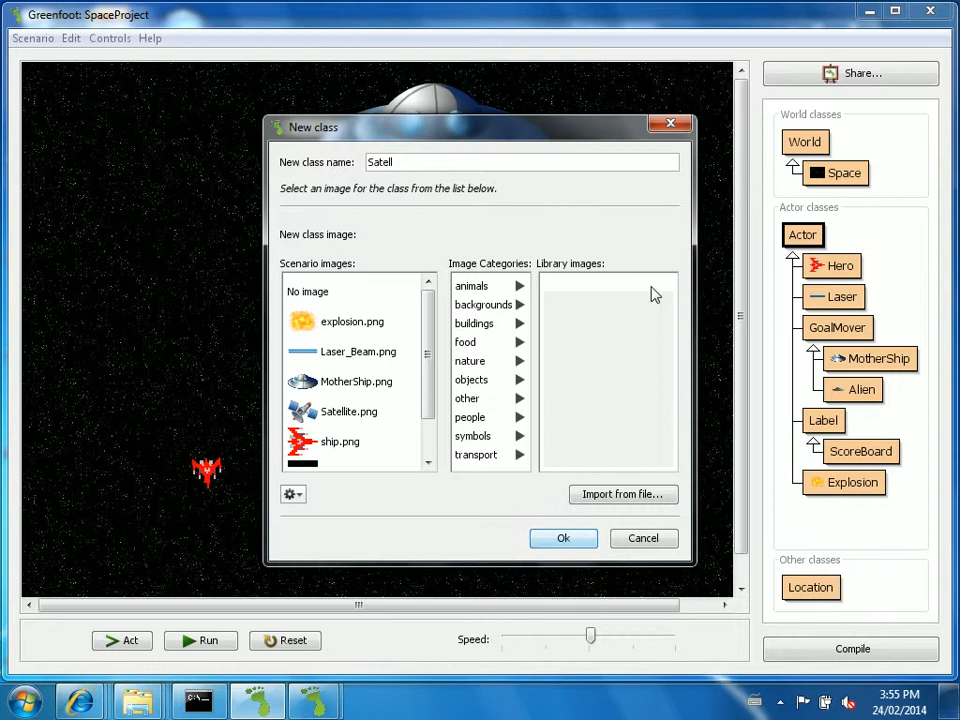 Greenfoot: SpaceProject
Scenario Edit Controls Help
Share...
World classes
World
Space
Actor classes
Actor
Hero
Laser
GoalMover
MotherShip
Alien
Label
ScoreBoard
Explosion
Other classes
Location
Compile
New class
New class name: Satell
Select an image for the class from the list below.
New class image:
Scenario images:
No image
explosion.png
Laser_Beam.png
MotherShip.png
Satellite.png
ship.png
Image Categories:
animals
backgrounds
buildings
food
nature
objects
other
people
symbols
transport
Library images:
Import from file...
Ok Cancel
Act Run Reset Speed:
3:55 PM
24/02/2014